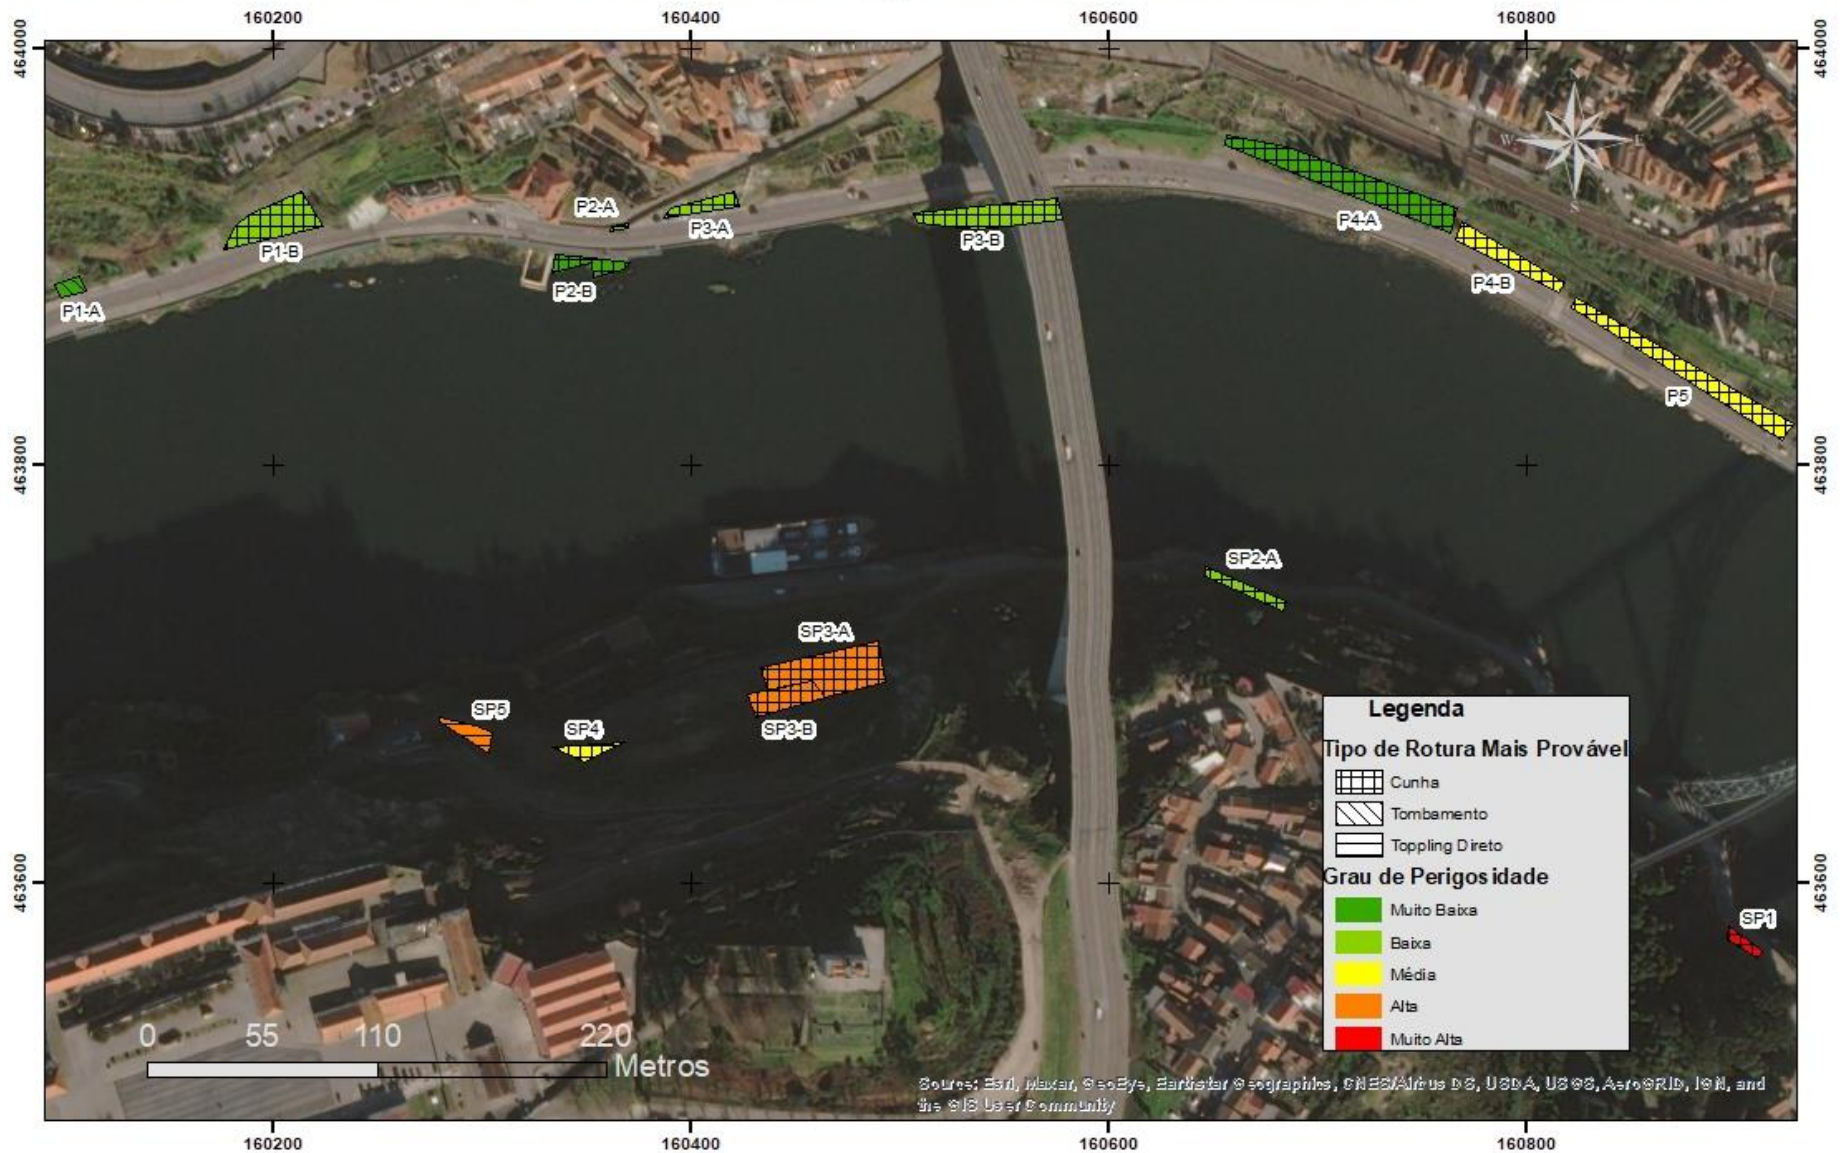 160200 160400 160600 160800
464000 464000
N
W E
S
P2-A
P4-A
P3-A
P1-B
P3-B
P4-B
P2-B
P1-A
P5
463800 463800
SP2-A
SP3-A
SP5
SP4
SP3-B
Legenda
Tipo de Rotura Mais Provável
Cunha
Tombamento
Toppling Direto
Grau de Perigosidade
Muito Baixa
Baixa
Média
Alta
Muito Alta
463600 463600
SP1
0 55 110 220
Metros
Source: Esri, Maxar, GeoEye, Earthstar Geographics, CNES/Airbus DS, USDA, USGS, AeroGRID, IGN, and
the GIS User Community
160200 160400 160600 160800